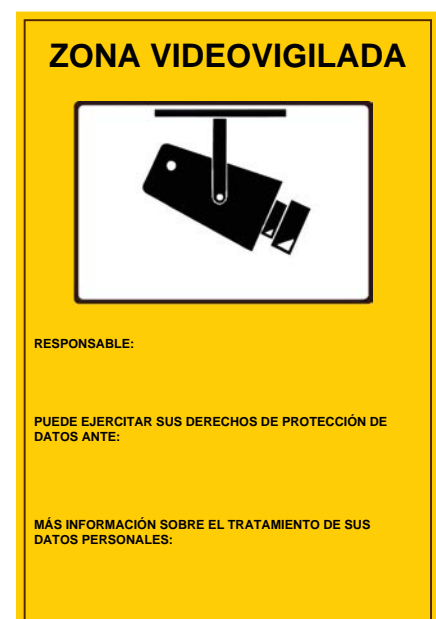 ZONA VIDEOVIGILADA
RESPONSABLE:
PUEDE EJERCITAR SUS DERECHOS DE PROTECCIÓN DE
DATOS ANTE:
MÁS INFORMACIÓN SOBRE EL TRATAMIENTO DE SUS
DATOS PERSONALES: